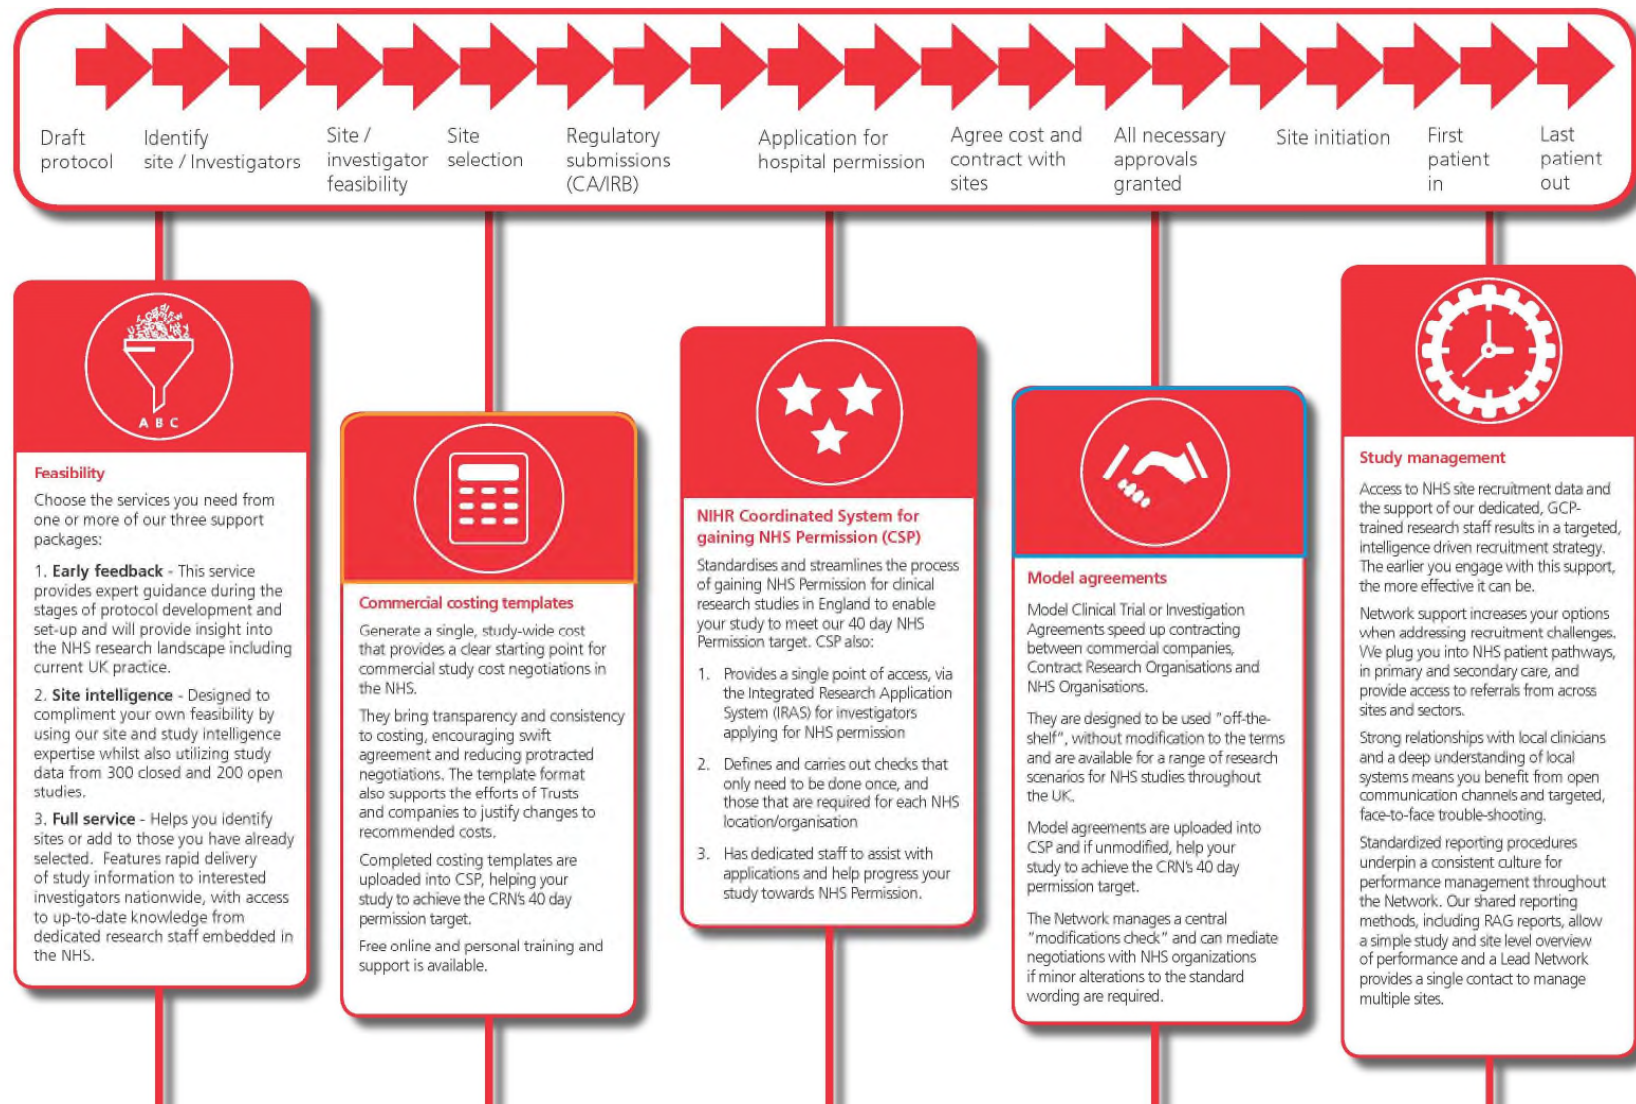 Draft
protocol
Identify
site / Investigators
Site /
investigator
feasibility
Site
selection
Regulatory
submissions
(CA/IRB)
Application for
hospital permission
Agree cost and
contract with
sites
All necessary
approvals
granted
Site initiation
First
patient
in
Last
patient
out
A B C
Feasibility
Choose the services you need from
one or more of our three support
packages:
1. Early feedback - This service
provides expert guidance during the
stages of protocol development and
set-up and will provide insight into
the NHS research landscape including
current UK practice.
2. Site intelligence - Designed to
compliment your own feasibility by
using our site and study intelligence
expertise whilst also utilizing study
data from 300 closed and 200 open
studies.
3. Full service - Helps you identify
sites or add to those you have already
selected. Features rapid delivery
of study information to interested
investigators nationwide, with access
to up-to-date knowledge from
dedicated research staff embedded in
the NHS.
Commercial costing templates
Generate a single, study-wide cost
that provides a clear starting point for
commercial study cost negotiations in
the NHS.
They bring transparency and consistency
to costing, encouraging swift
agreement and reducing protracted
negotiations. The template format
also supports the efforts of Trusts
and companies to justify changes to
recommended costs.
Completed costing templates are
uploaded into CSP, helping your
study to achieve the CRN's 40 day
permission target.
Free online and personal training and
support is available.
NIHR Coordinated System for
gaining NHS Permission (CSP)
Standardises and streamlines the process
of gaining NHS Permission for clinical
research studies in England to enable
your study to meet our 40 day NHS
Permission target. CSP also:
1. Provides a single point of access, via
the Integrated Research Application
System (IRAS) for investigators
applying for NHS permission
2. Defines and carries out checks that
only need to be done once, and
those that are required for each NHS
location/organisation
3. Has dedicated staff to assist with
applications and help progress your
study towards NHS Permission.
Model agreements
Model Clinical Trial or Investigation
Agreements speed up contracting
between commercial companies,
Contract Research Organisations and
NHS Organisations.
They are designed to be used "off-the-
shelf", without modification to the terms
and are available for a range of research
scenarios for NHS studies throughout
the UK.
Model agreements are uploaded into
CSP and if unmodified, help your
study to achieve the CRN's 40 day
permission target.
The Network manages a central
"modifications check" and can mediate
negotiations with NHS organizations
if minor alterations to the standard
wording are required.
Study management
Access to NHS site recruitment data and
the support of our dedicated, GCP-
trained research staff results in a targeted,
intelligence driven recruitment strategy.
The earlier you engage with this support,
the more effective it can be.
Network support increases your options
when addressing recruitment challenges.
We plug you into NHS patient pathways,
in primary and secondary care, and
provide access to referrals from across
sites and sectors.
Strong relationships with local clinicians
and a deep understanding of local
systems means you benefit from open
communication channels and targeted,
face-to-face trouble-shooting.
Standardized reporting procedures
underpin a consistent culture for
performance management throughout
the Network. Our shared reporting
methods, including RAG reports, allow
a simple study and site level overview
of performance and a Lead Network
provides a single contact to manage
multiple sites.